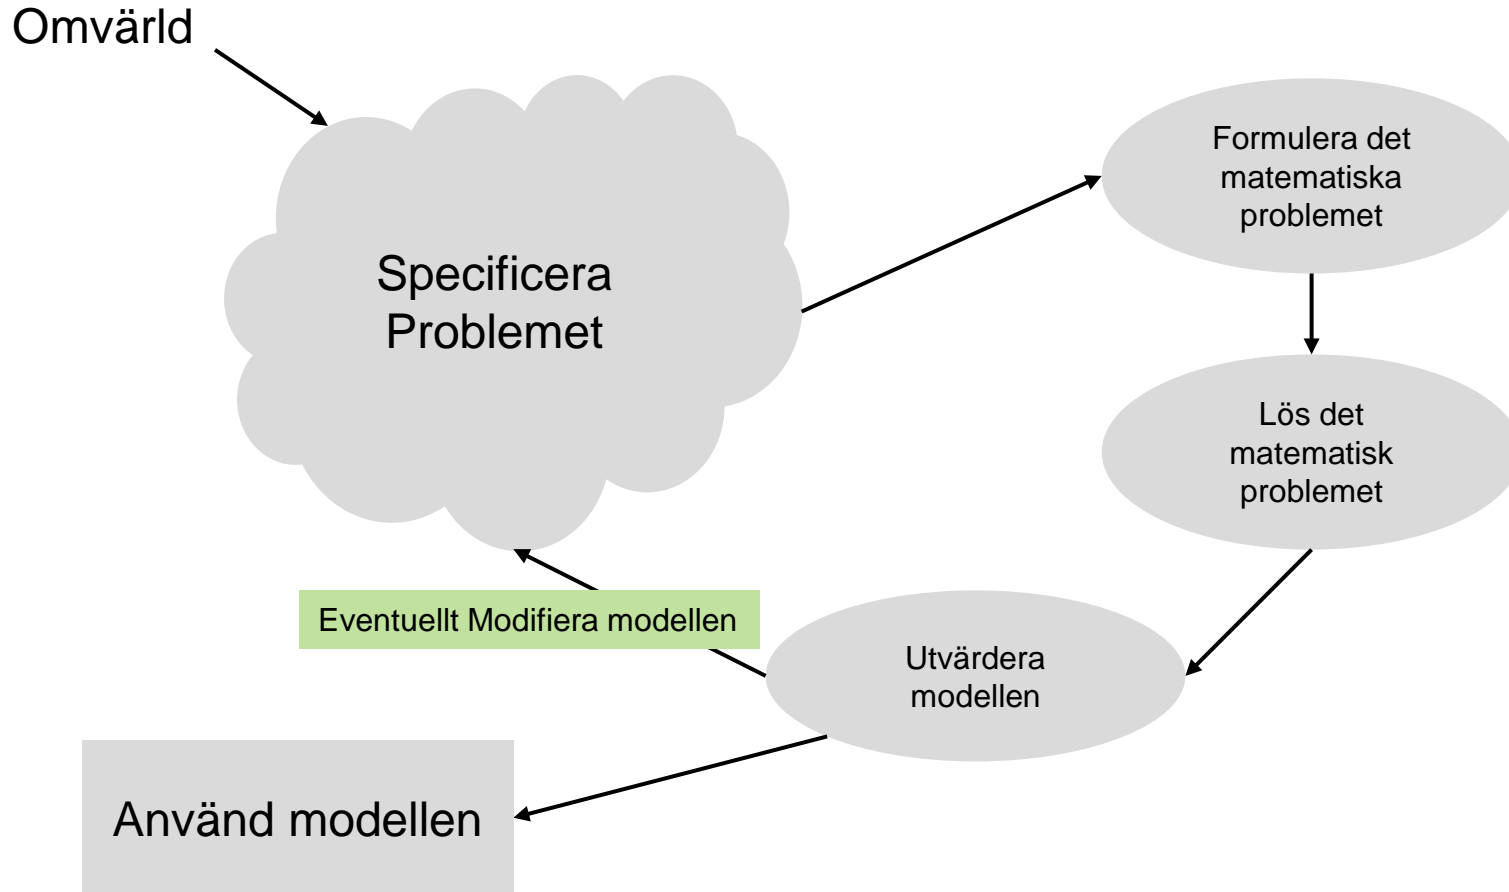 Omvärld
Specificera
Problemet
Formulera det
matematiska
problemet
Lös det
matematisk
problemet
Utvärdera
modellen
Eventuellt Modifiera modellen
Använd modellen